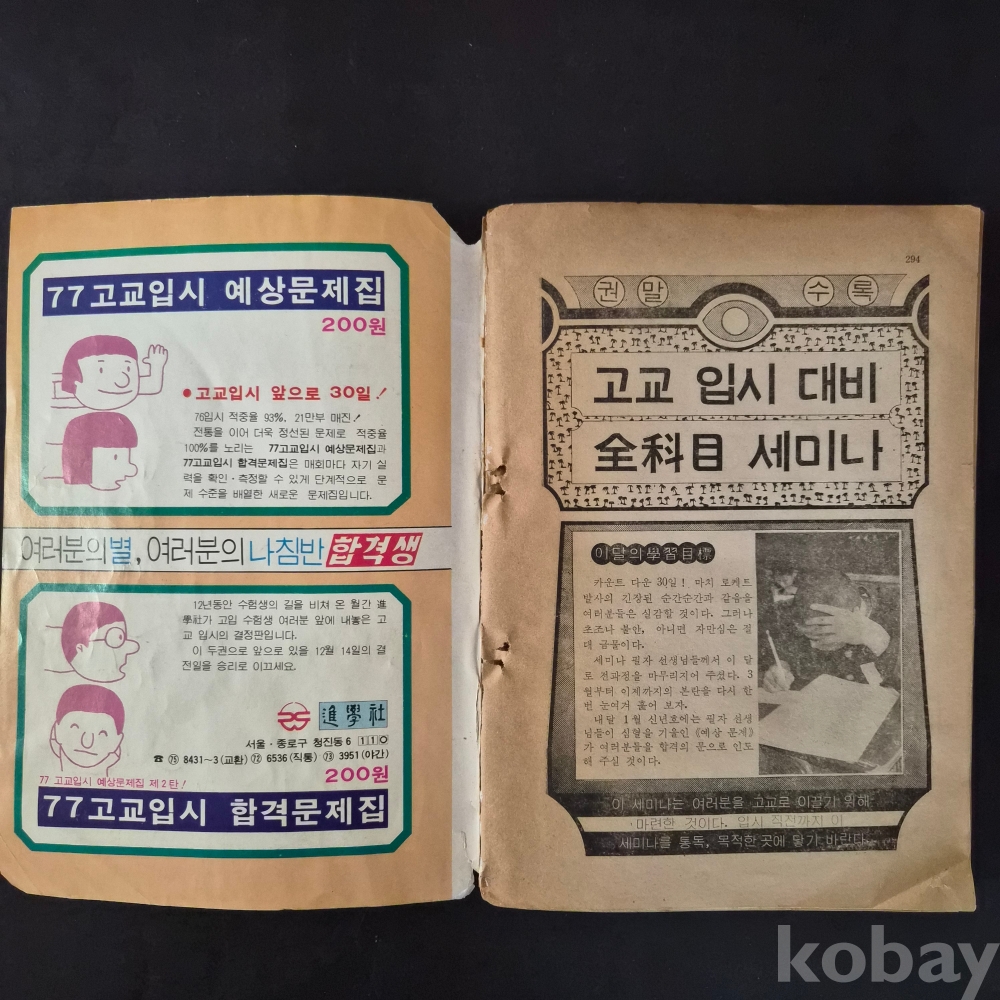 77 고교입시 예상문제집
200원
• 고교입시 앞으로 30일!
76입시 적중율 93%, 21만부 매진!
전통을 이어 더욱 정선된 문제로 적중율
100%를 노리는 77고교입시 예상문제집과
77고교입시 합격문제집은 매회마다 자기 실
력을 확인·측정할 수 있게 단계적으로 문
제 수준을 배열한 새로운 문제집입니다.
여러분의 별, 여러분의 나침반 합격생
12년동안 수험생의 길을 비쳐 온 월간 進
學社가 고입 수험생 여러분 앞에 내놓은 고
교 입시의 결정판입니다.
이 두권으로 앞으로 있을 12월 14일의 결
전일을 승리로 이끄세요.
進學社
서울·종로구 청진동 6 110
☎ 75 8431~3(교환) 72 6536(직통) 73 3951(야간)
77 고교입시 예상문제집 제2탄!
200원
77 고교입시 합격문제집
294
권말 수록
고교 입시 대비
全科目 세미나
이달의 學習目標
카운트 다운 30일! 마치 로케트
발사의 긴장된 순간순간과 같음을
여러분들은 실감할 것이다. 그러나
초조나 불안, 아니면 자만심은 절
대 금물이다.
세미나 필자 선생님들께서 이 달
로 전과정을 마무리지어 주셨다. 3
월부터 이제까지의 본란을 다시 한
번 눈이겨 훑어 보자.
내달 1월 신년호에는 필자 선생
님들이 심혈을 기울인 《예상 문제》
가 여러분들을 합격의 문으로 인도
해 주실 것이다.
이 세미나는 여러분을 고교로 이끌기 위해
마련한 것이다. 입시 직전까지 이
세미나를 통독, 목적한 곳에 닿기 바란다.
kobay